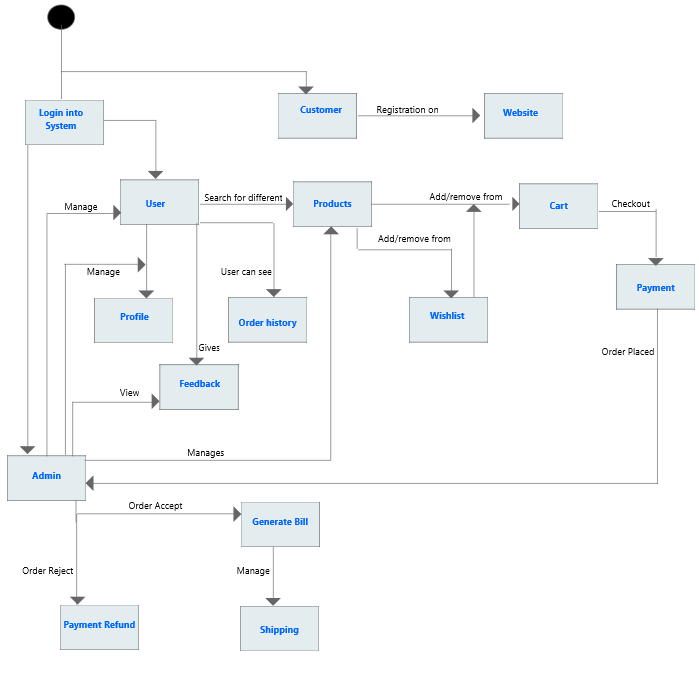 Login into
System
Customer
Registration on
Website
User
Manage
Search for different
Products
Add/remove from
Cart
Checkout
Manage
User can see
Add/remove from
Payment
Profile
Order history
Wishlist
Gives
Order Placed
Feedback
View
Manages
Admin
Order Accept
Generate Bill
Order Reject
Manage
Payment Refund
Shipping